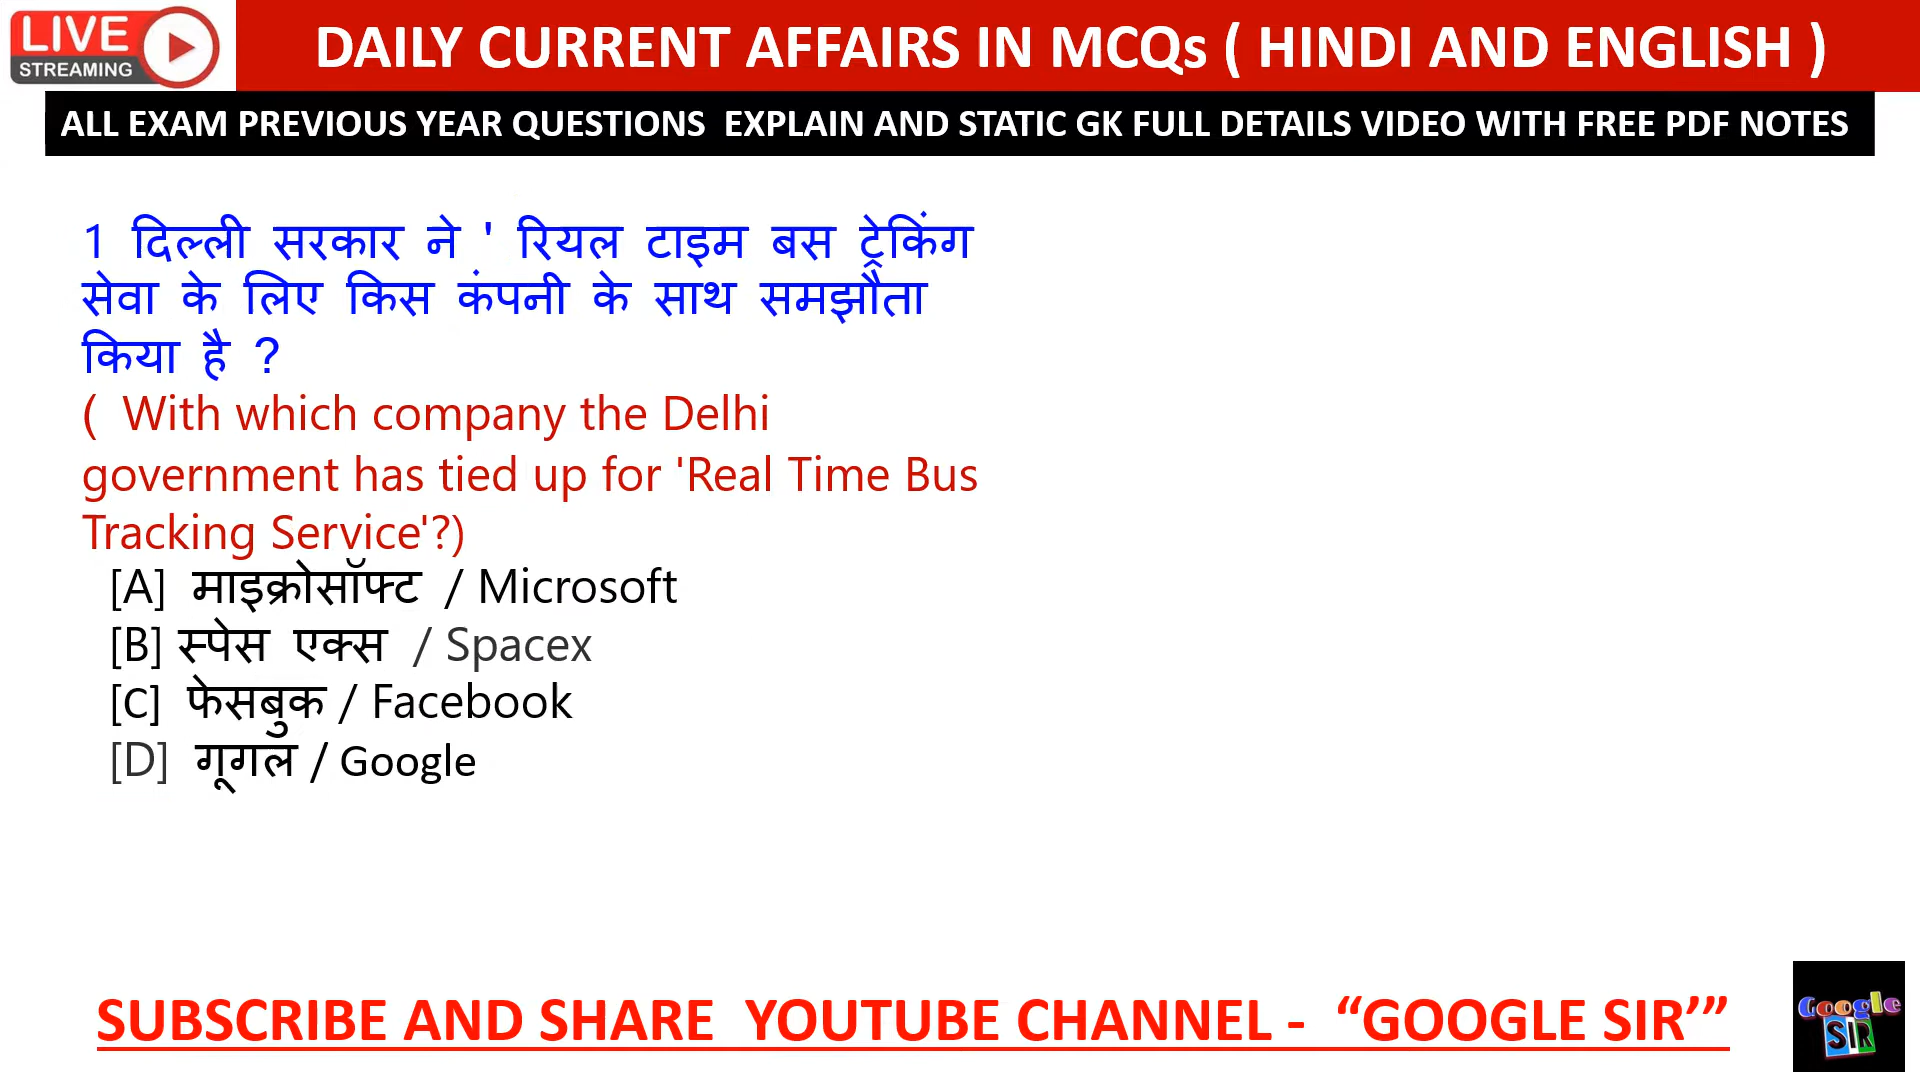 LIVE
STREAMING
DAILY CURRENT AFFAIRS IN MCQs ( HINDI AND ENGLISH )
ALL EXAM PREVIOUS YEAR QUESTIONS EXPLAIN AND STATIC GK FULL DETAILS VIDEO WITH FREE PDF NOTES
1 दिल्ली सरकार ने ' रियल टाइम बस ट्रेकिंग
सेवा के लिए किस कंपनी के साथ समझौता
किया है ?
( With which company the Delhi
government has tied up for 'Real Time Bus
Tracking Service'?)
[A] माइक्रोसॉफ्ट / Microsoft
[B] स्पेस एक्स / Spacex
[C] फेसबुक / Facebook
[D] गूगल / Google
SUBSCRIBE AND SHARE YOUTUBE CHANNEL - “GOOGLE SIR’”
Google
SIR